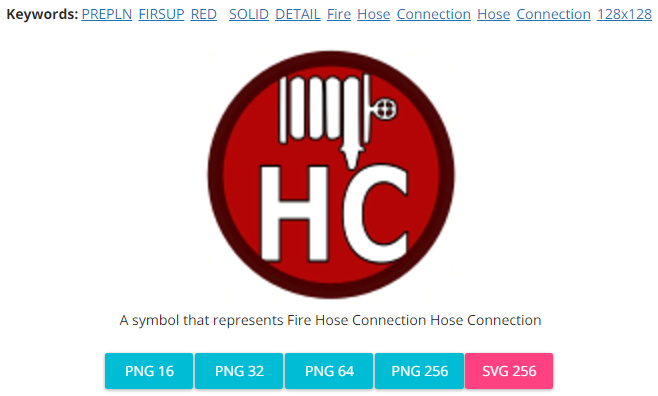 Keywords: PREPLN FIRSUP RED SOLID DETAIL Fire Hose Connection Hose Connection 128x128
HC
A symbol that represents Fire Hose Connection Hose Connection
PNG 16 PNG 32 PNG 64 PNG 256 SVG 256